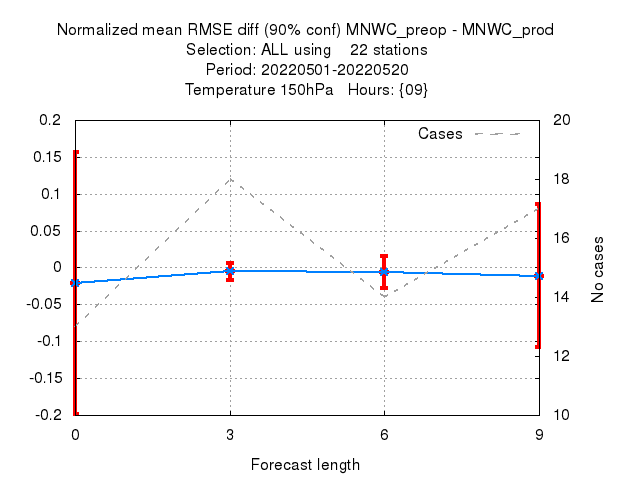 Normalized mean RMSE diff (90% conf) MNWC_preop - MNWC_prod
Selection: ALL using 22 stations
Period: 20220501-20220520
Temperature 150hPa Hours: {09}
Cases
0.2
0.15
0.1
0.05
0
-0.05
-0.1
-0.15
-0.2
20
18
16
14
12
10
No cases
0 3 6 9
Forecast length